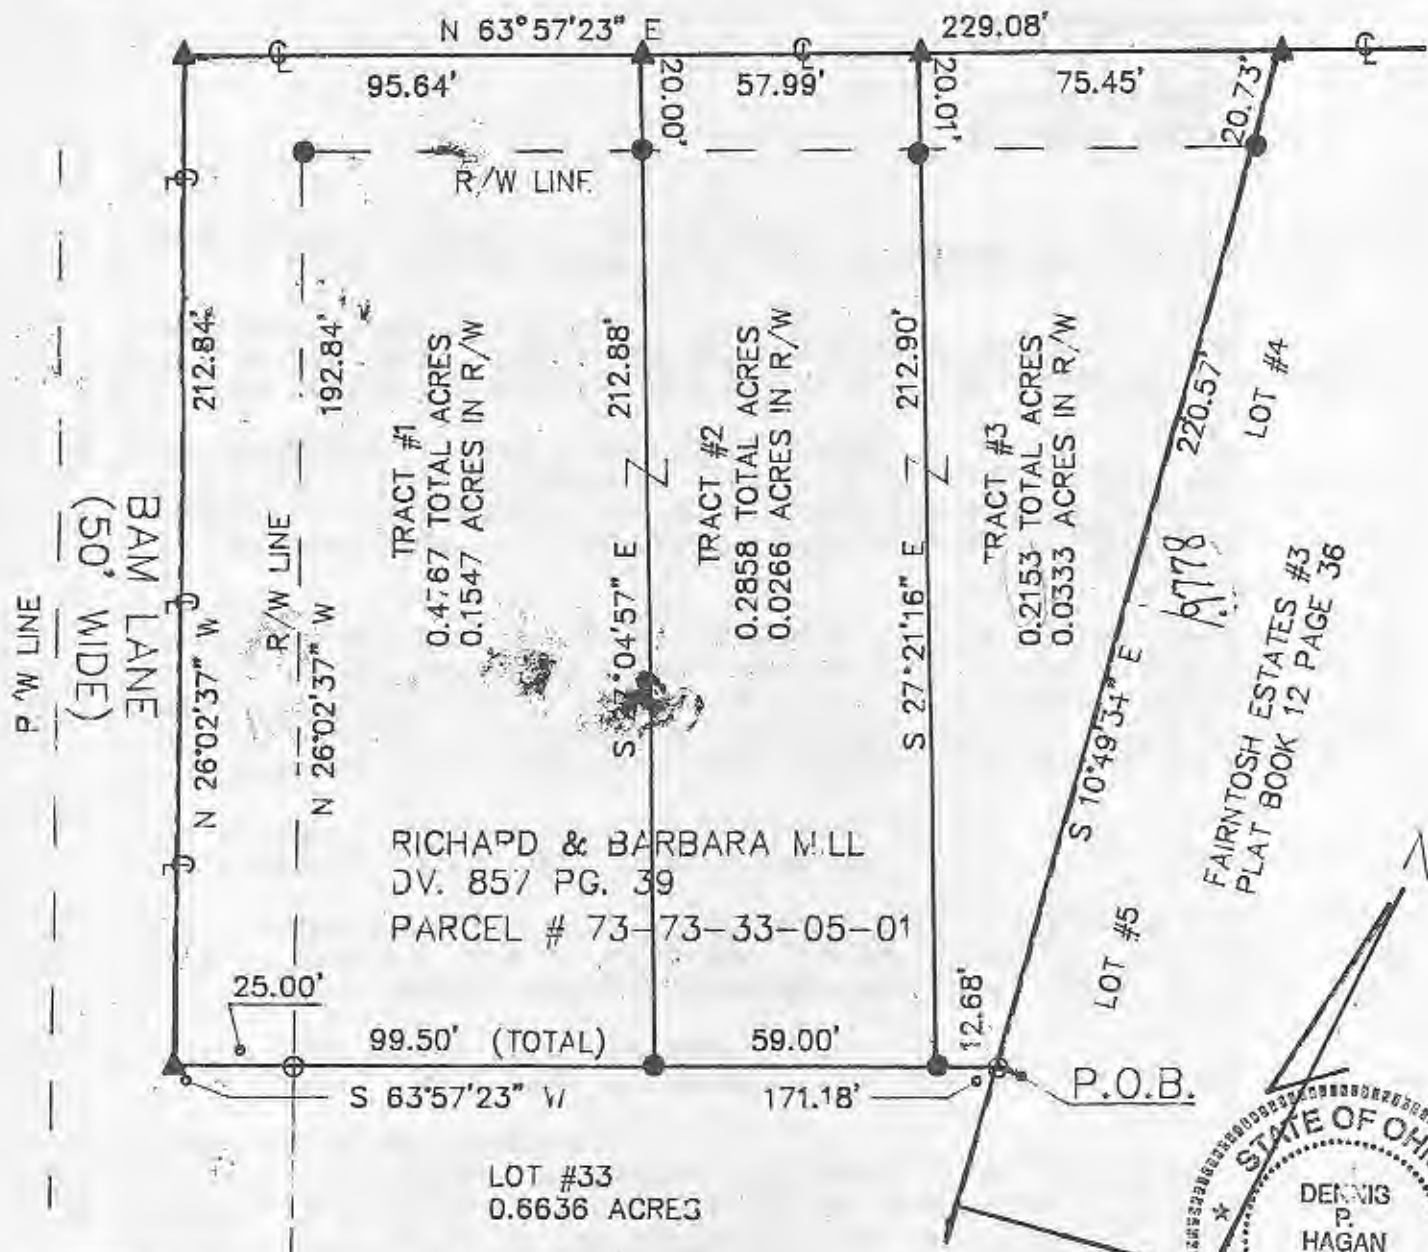 N 63°57'23" E
229.08'
95.64'
57.99'
75.45'
20.00'
20.01'
20.73'
R/W LINE
212.84'
192.84'
212.88'
212.90'
220.57'
TRACT #1
0.4767 TOTAL ACRES
0.1547 ACRES IN R/W
TRACT #2
0.2858 TOTAL ACRES
0.0266 ACRES IN R/W
TRACT #3
0.2153 TOTAL ACRES
0.0333 ACRES IN R/W
LOT #4
BAM LANE
(50' WIDE)
R/W LINE
R/W LINE
N 26°02'37" W
N 26°02'37" W
S °04'57" E
S 27°21'16" E
S 10°49'34" E
FAIRNTOSH ESTATES #3
PLAT BOOK 12 PAGE 36
RICHARD & BARBARA MILL
DV. 857 PG. 39
PARCEL # 73-73-33-05-01
LOT #5
25.00'
99.50' (TOTAL)
59.00'
12.68'
S 63°57'23" W
171.18'
P.O.B.
LOT #33
0.6636 ACRES
STATE OF OHI
DENNIS
P.
HAGAN